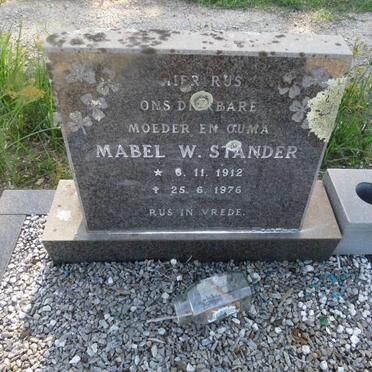 HIER RUS
ONS DIERBARE
MOEDER EN OUMA
MABEL W. STANDER
* 6. 11. 1912
† 25. 6. 1976
RUS IN VREDE.